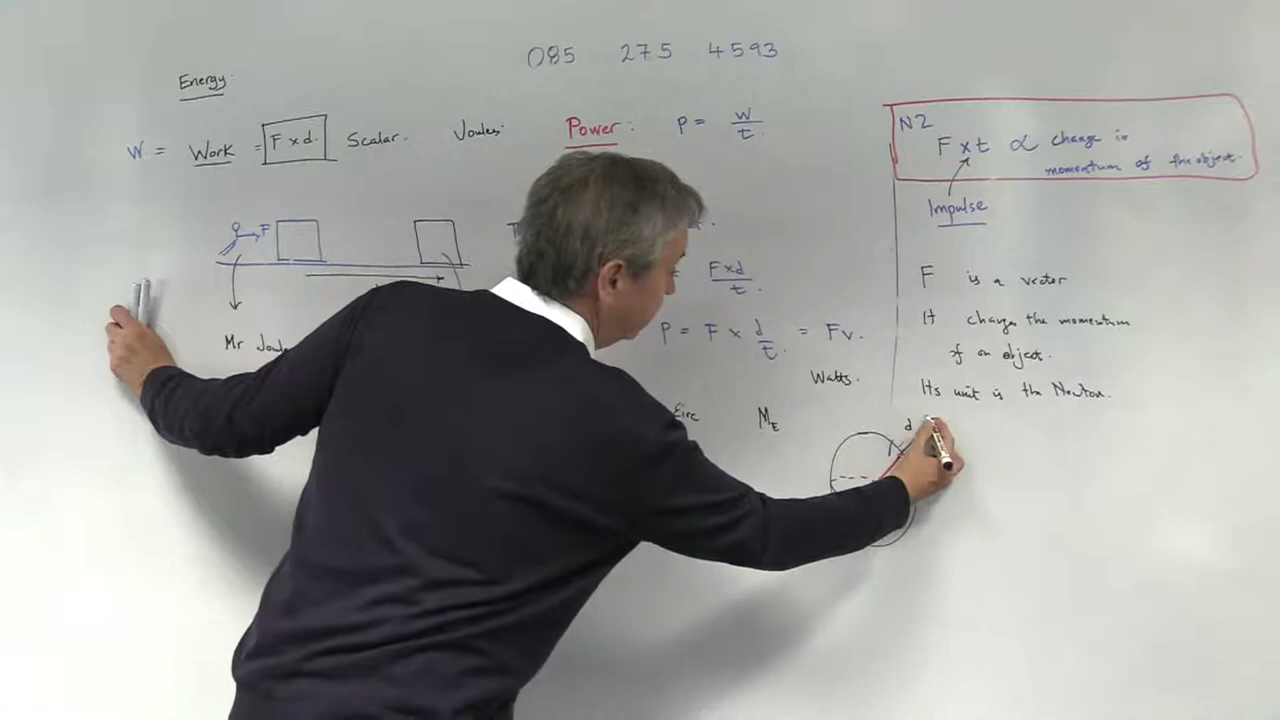 085 275 4593
Energy:
W = Work = F x d. Scalar. Joules.
F
Mr Joule
Power: P = W/t.
F x d / t.
P = F x d/t. = Fv.
Watts.
Eirc M_E
d
N2
F x t ∝ change in
momentum of the object.
Impulse
F is a vector
It changes the momentum
of an object.
Its unit is the Newton.